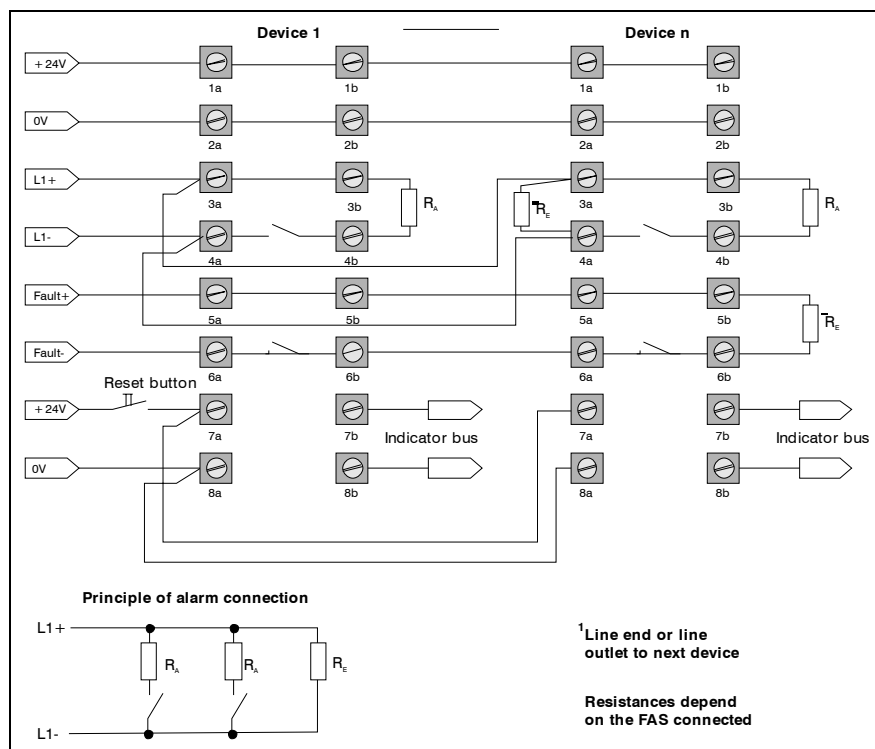 Device 1 Device n
+ 24V
1a 1b 1a 1b
0V
2a 2b 2a 2b
L1+
3a 3b RA RE 3a 3b RA
L1-
4a 4b 4a 4b
Fault+
5a 5b 5a 5b RE
Fault-
6a 6b 6a 6b
Reset button
+ 24V
7a 7b 7a 7b
Indicator bus Indicator bus
0V
8a 8b 8a 8b
Principle of alarm connection
L1+
RA RA RE
L1-
1 Line end or line
outlet to next device
Resistances depend
on the FAS connected